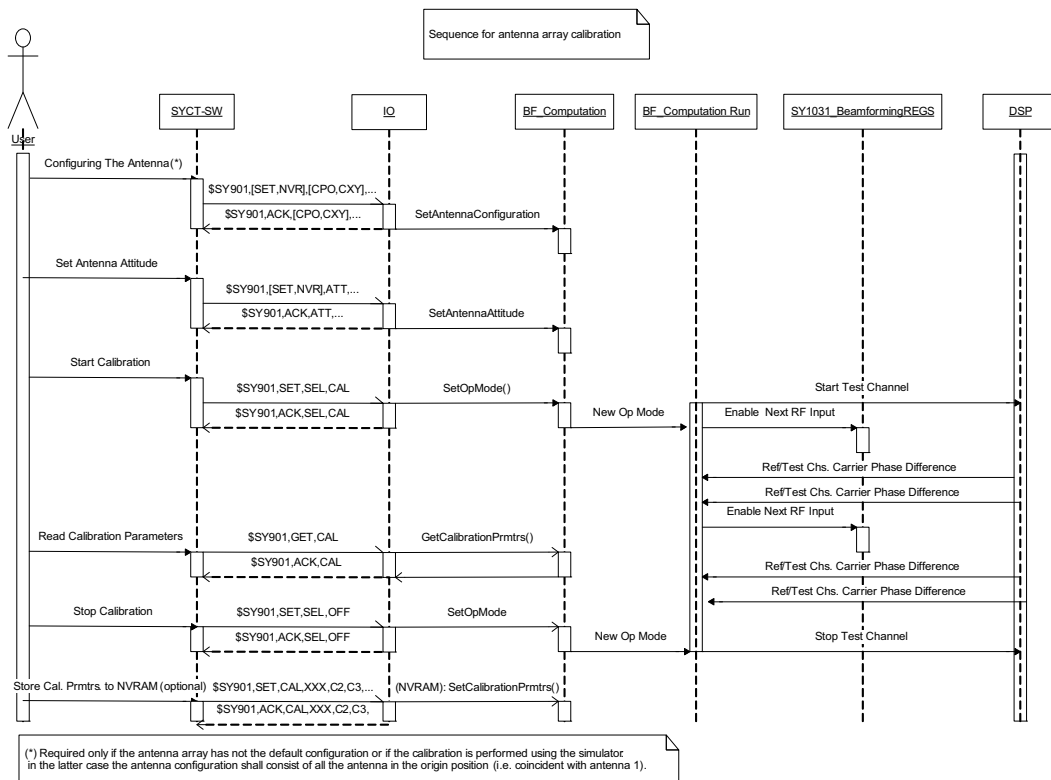 Sequence for antenna array calibration
SYCT-SW
IO
BF_Computation
BF_Computation Run
SY1031_BeamformingREGS
DSP
User
Configuring The Antenna(*)
$SY901,[SET,NVR],[CPO,CXY],...
$SY901,ACK,[CPO,CXY],...
SetAntennaConfiguration
Set Antenna Attitude
$SY901,[SET,NVR],ATT,...
$SY901,ACK,ATT,...
SetAntennaAttitude
Start Calibration
$SY901,SET,SEL,CAL
SetOpMode()
Start Test Channel
$SY901,ACK,SEL,CAL
New Op Mode
Enable Next RF Input
Ref/Test Chs. Carrier Phase Difference
Ref/Test Chs. Carrier Phase Difference
Enable Next RF Input
Read Calibration Parameters
$SY901,GET,CAL
GetCalibrationPrmtrs()
$SY901,ACK,CAL
Ref/Test Chs. Carrier Phase Difference
Ref/Test Chs. Carrier Phase Difference
Stop Calibration
$SY901,SET,SEL,OFF
SetOpMode
$SY901,ACK,SEL,OFF
New Op Mode
Stop Test Channel
Store Cal. Prmtrs. to NVRAM (optional)
$SY901,SET,CAL,XXX,C2,C3,...
(NVRAM): SetCalibrationPrmtrs()
$SY901,ACK,CAL,XXX,C2,C3,
(*) Required only if the antenna array has not the default configuration or if the calibration is performed using the simulator.
in the latter case the antenna configuration shall consist of all the antenna in the origin position (i.e. coincident with antenna 1).